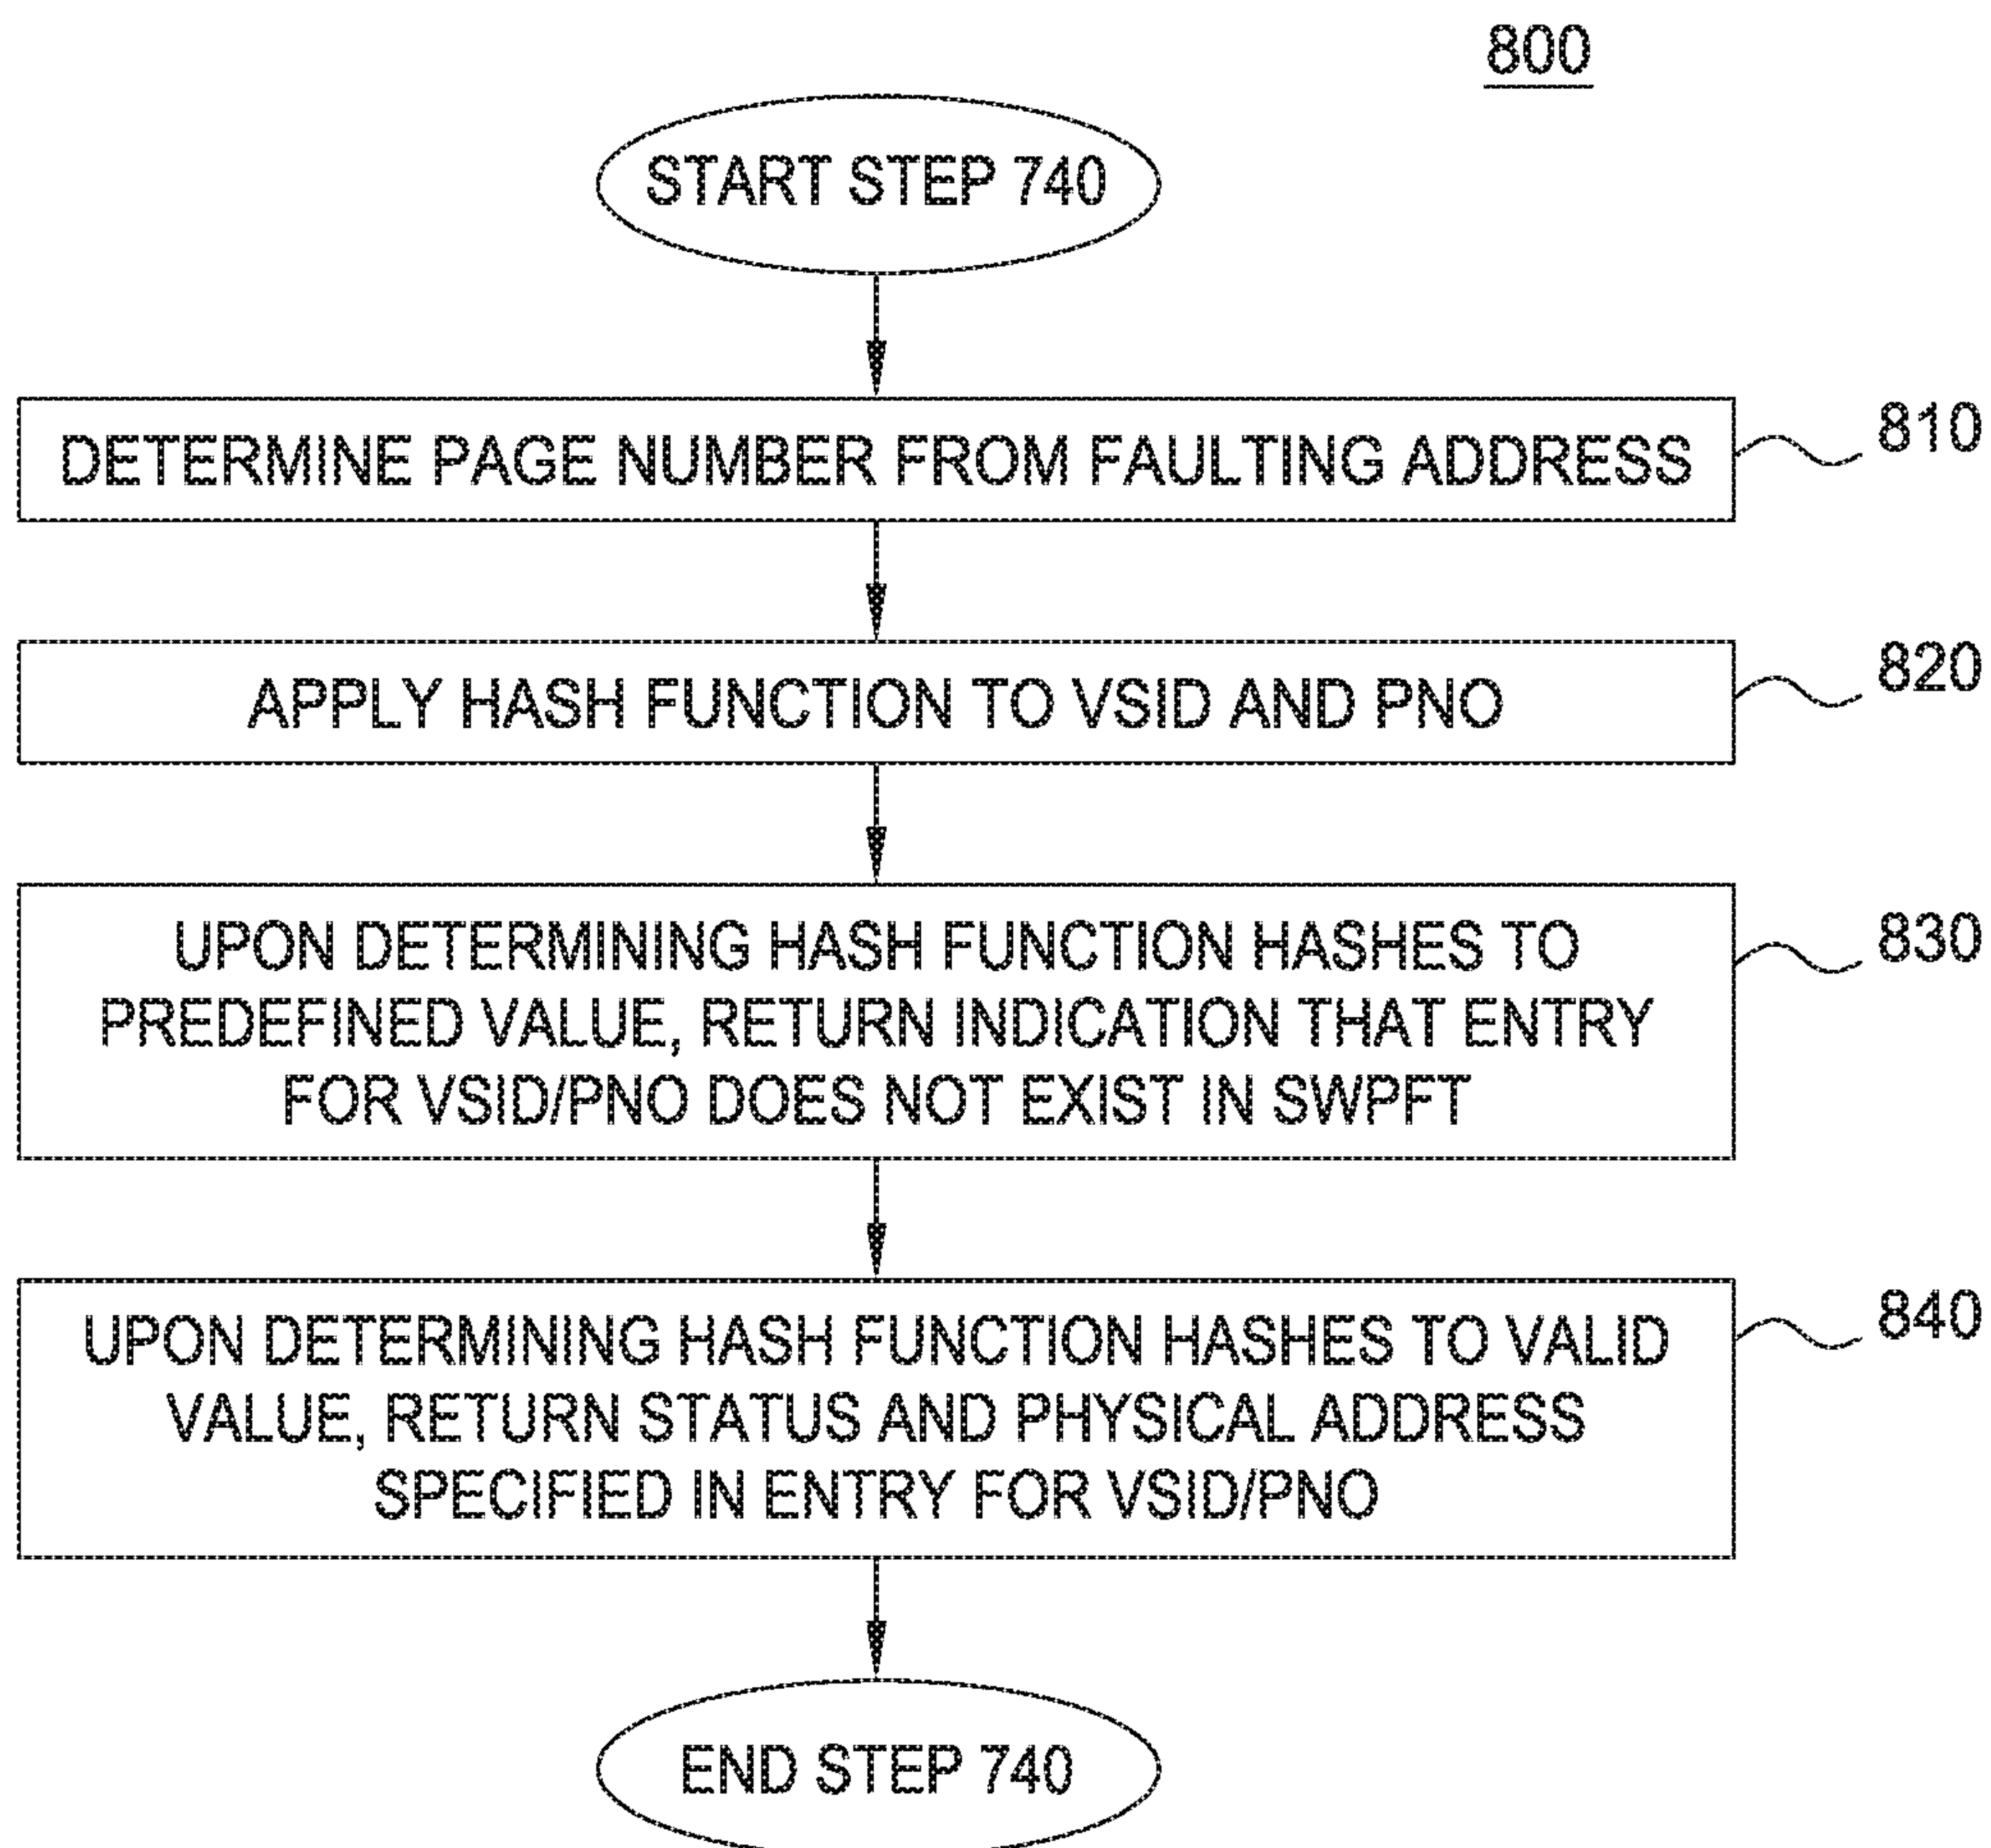 800
START STEP 740
DETERMINE PAGE NUMBER FROM FAULTING ADDRESS
810
APPLY HASH FUNCTION TO VSID AND PNO
820
UPON DETERMINING HASH FUNCTION HASHES TO
PREDEFINED VALUE, RETURN INDICATION THAT ENTRY
FOR VSID/PNO DOES NOT EXIST IN SWPFT
830
UPON DETERMINING HASH FUNCTION HASHES TO VALID
VALUE, RETURN STATUS AND PHYSICAL ADDRESS
SPECIFIED IN ENTRY FOR VSID/PNO
840
END STEP 740